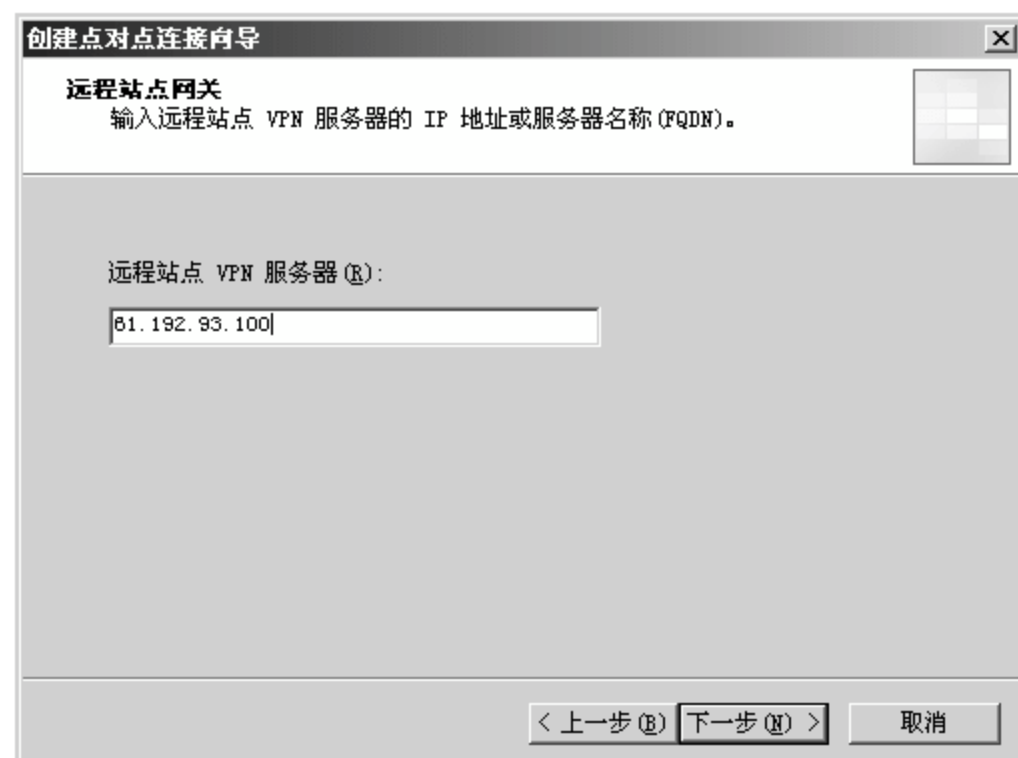 创建点对点连接向导
远程站点网关
输入远程站点 VPN 服务器的 IP 地址或服务器名称(FQDN)。
远程站点 VPN 服务器(R):
61.192.93.100
< 上一步(B)
下一步(N) >
取消